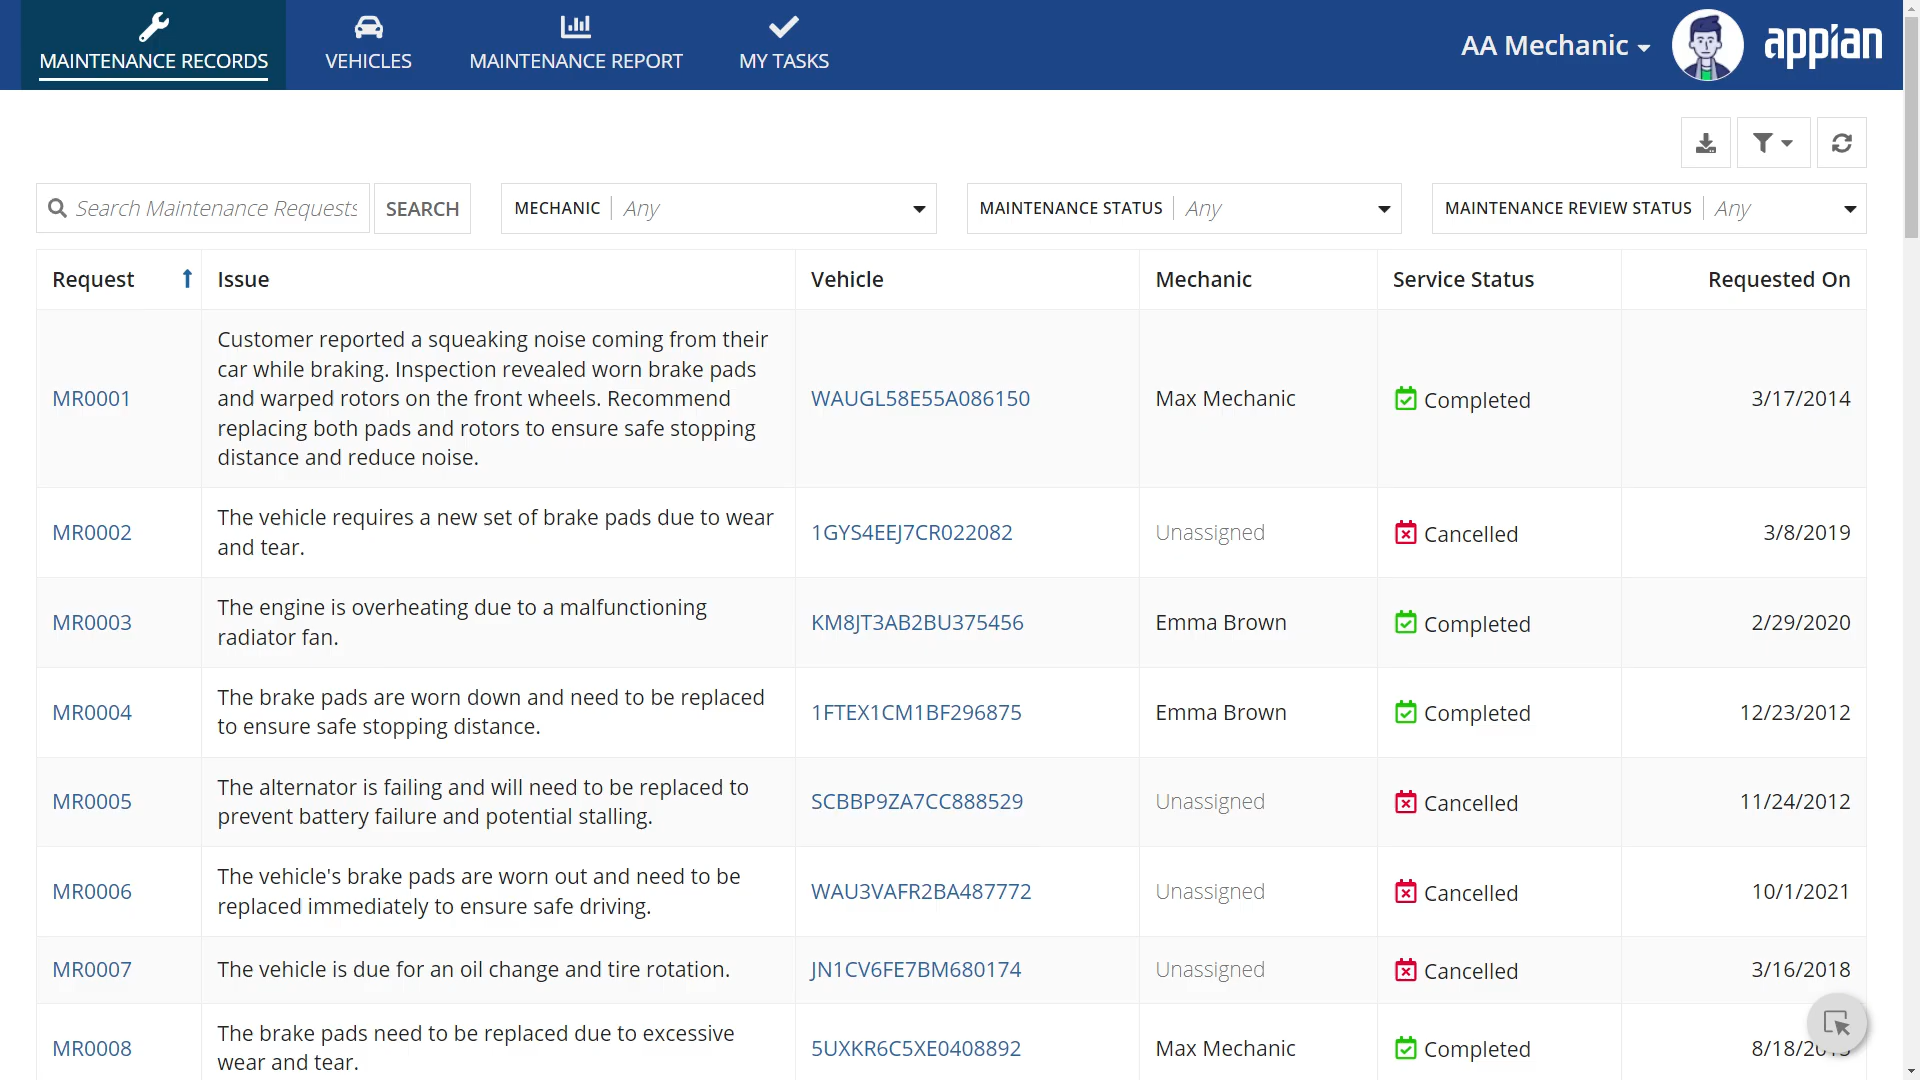 MAINTENANCE RECORDS
VEHICLES
MAINTENANCE REPORT
MY TASKS
AA Mechanic
appian
Search Maintenance Requests
SEARCH
MECHANIC Any
MAINTENANCE STATUS Any
MAINTENANCE REVIEW STATUS Any
Request Issue Vehicle Mechanic Service Status Requested On
Customer reported a squeaking noise coming from their
car while braking. Inspection revealed worn brake pads
MR0001 and warped rotors on the front wheels. Recommend WAUGL58E55A086150 Max Mechanic Completed 3/17/2014
replacing both pads and rotors to ensure safe stopping
distance and reduce noise.
MR0002 The vehicle requires a new set of brake pads due to wear 1GYS4EEJ7CR022082 Unassigned Cancelled 3/8/2019
and tear.
MR0003 The engine is overheating due to a malfunctioning KM8JT3AB2BU375456 Emma Brown Completed 2/29/2020
radiator fan.
MR0004 The brake pads are worn down and need to be replaced 1FTEX1CM1BF296875 Emma Brown Completed 12/23/2012
to ensure safe stopping distance.
MR0005 The alternator is failing and will need to be replaced to SCBBP9ZA7CC888529 Unassigned Cancelled 11/24/2012
prevent battery failure and potential stalling.
MR0006 The vehicle's brake pads are worn out and need to be WAU3VAFR2BA487772 Unassigned Cancelled 10/1/2021
replaced immediately to ensure safe driving.
MR0007 The vehicle is due for an oil change and tire rotation. JN1CV6FE7BM680174 Unassigned Cancelled 3/16/2018
MR0008 The brake pads need to be replaced due to excessive 5UXKR6C5XE0408892 Max Mechanic Completed
wear and tear.